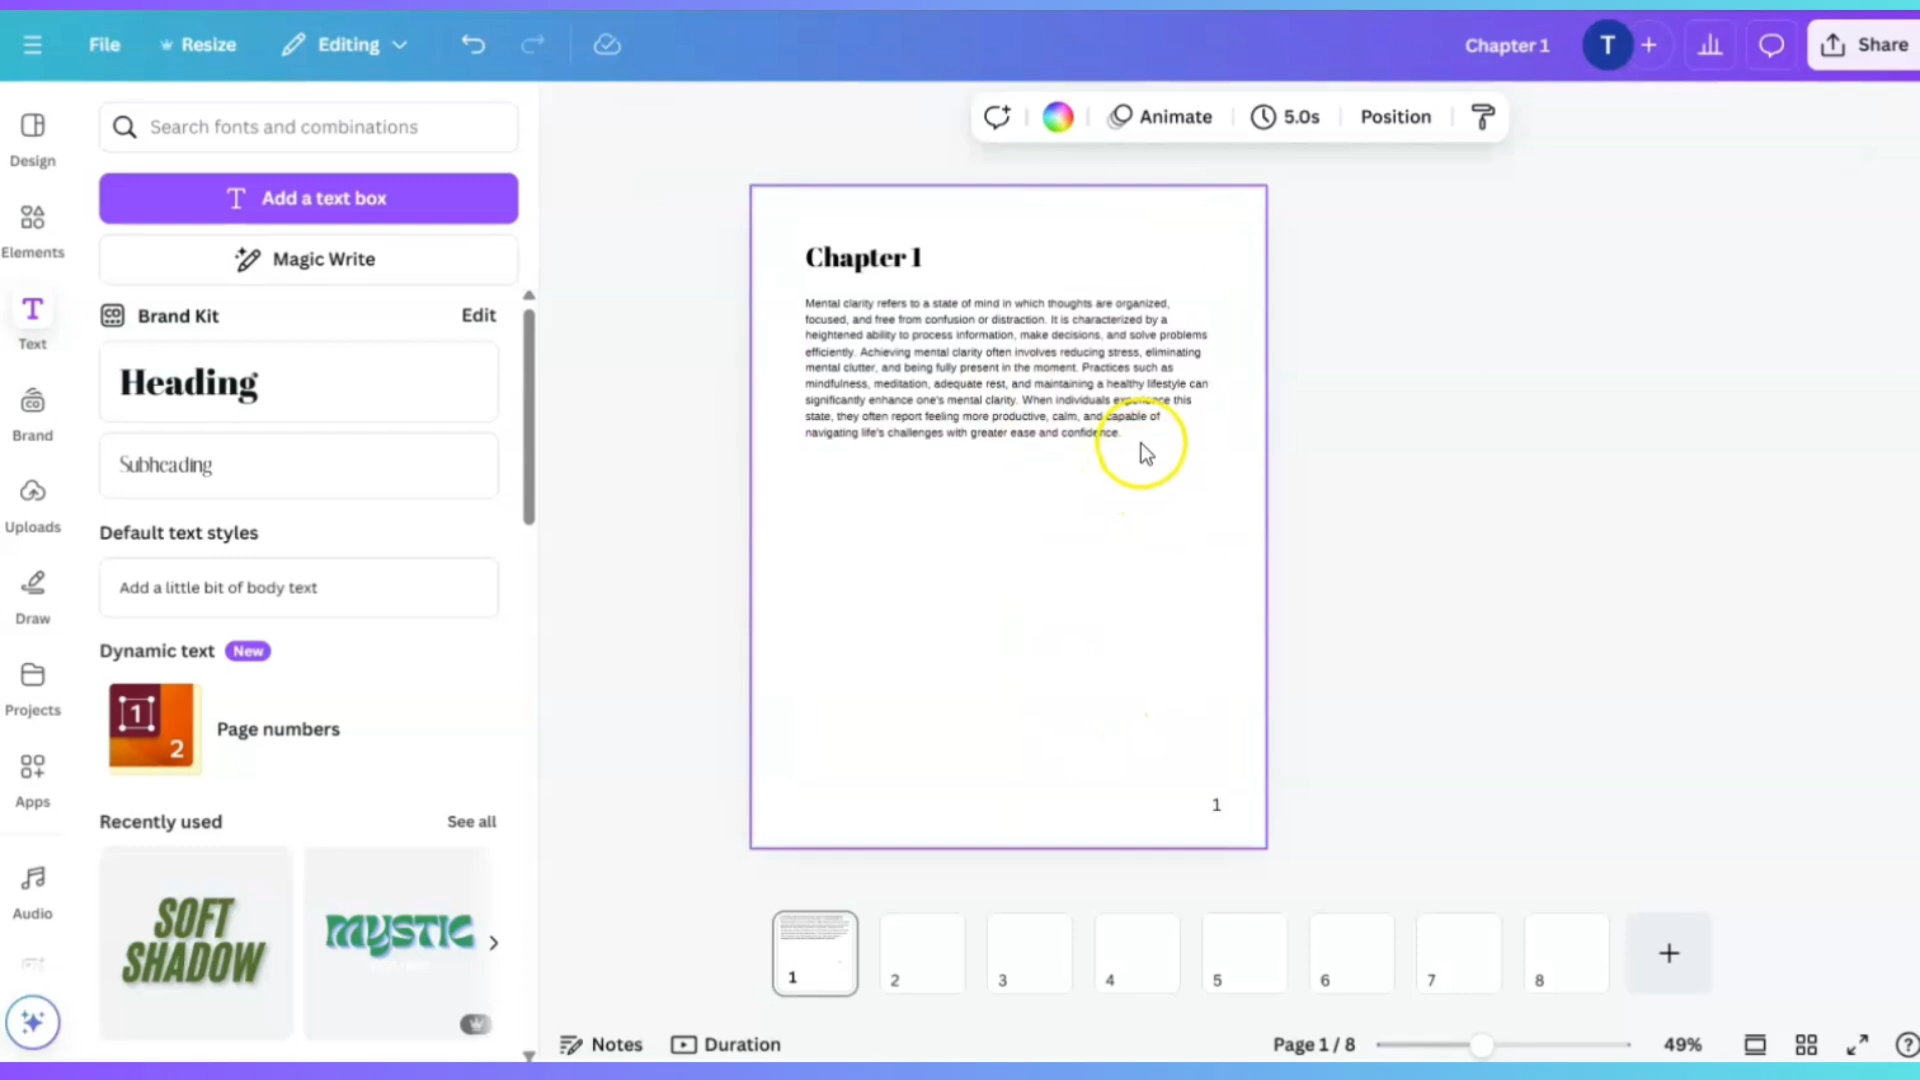 File
Resize
Editing
Chapter 1
T
Share
Search fonts and combinations
Animate
5.0s
Position
Design
T Add a text box
Elements
Magic Write
Brand Kit
Edit
T
Text
Heading
CO
Brand
Subheading
Uploads
Default text styles
Add a little bit of body text
Draw
Dynamic text New
1
2
Page numbers
Projects
Apps
Recently used
See all
Audio
SOFT
SHADOW
MYSTIC
Chapter 1
Mental clarity refers to a state of mind in which thoughts are organized,
focused, and free from confusion or distraction. It is characterized by a
heightened ability to process information, make decisions, and solve problems
efficiently. Achieving mental clarity often involves reducing stress, eliminating
mental clutter, and being fully present in the moment. Practices such as
mindfulness, meditation, adequate rest, and maintaining a healthy lifestyle can
significantly enhance one's mental clarity. When individuals experience this
state, they often report feeling more productive, calm, and capable of
navigating life's challenges with greater ease and confidence.
1
1 2 3 4 5 6 7 8
Notes
Duration
Page 1 / 8
49%